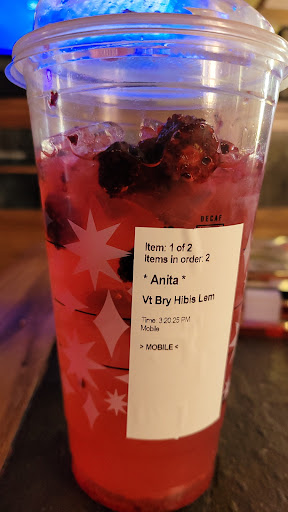 DECAF
Item: 1 of 2
Items in order: 2
* Anita *
Vt Bry Hibis Lem
Time: 3:20:25 PM
Mobile
> MOBILE <